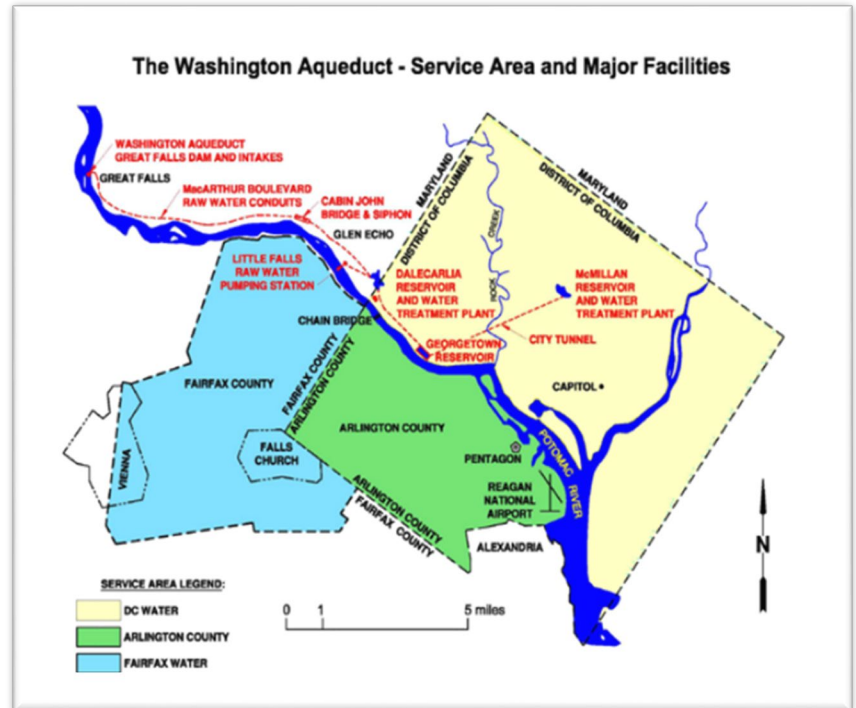 The Washington Aqueduct - Service Area and Major Facilities
WASHINGTON AQUEDUCT
GREAT FALLS DAM AND INTAKES
GREAT FALLS
MacARTHUR BOULEVARD
RAW WATER CONDUITS
CABIN JOHN
BRIDGE & SIPHON
GLEN ECHO
MARYLAND
DISTRICT OF COLUMBIA
MARYLAND
DISTRICT OF COLUMBIA
LITTLE FALLS
RAW WATER
PUMPING STATION
DALECARLIA
RESERVOIR
AND WATER
TREATMENT PLANT
ROCK CREEK
McMILLAN
RESERVOIR
AND WATER
TREATMENT PLANT
CHAIN BRIDGE
GEORGETOWN
RESERVOIR
CITY TUNNEL
FAIRFAX COUNTY
FAIRFAX COUNTY
ARLINGTON COUNTY
CAPITOL
ARLINGTON COUNTY
FALLS
CHURCH
VIENNA
PENTAGON
POTOMAC RIVER
REAGAN
NATIONAL
AIRPORT
ARLINGTON COUNTY
FAIRFAX COUNTY
ALEXANDRIA
N
SERVICE AREA LEGEND:
DC WATER
ARLINGTON COUNTY
FAIRFAX WATER
0 1 5 miles